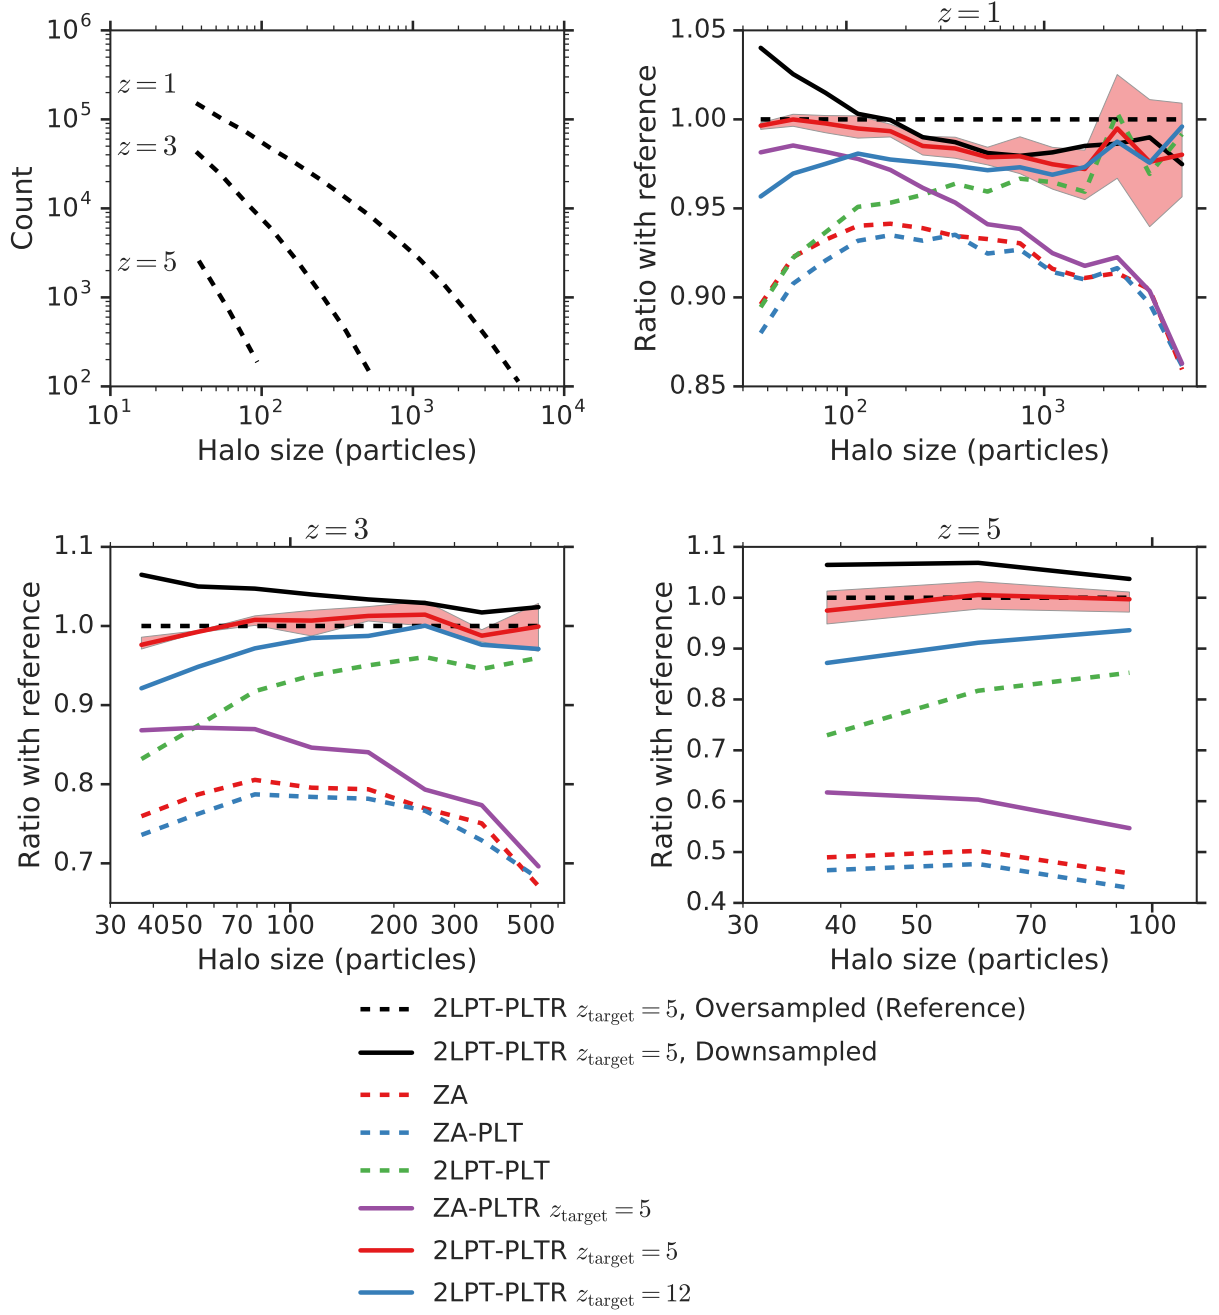 10^6
10^5
10^4
10^3
10^2
Count
z = 1
z = 3
z = 5
10^1 10^2 10^3 10^4
Halo size (particles)
z = 1
1.05
1.00
0.95
0.90
0.85
Ratio with reference
10^2 10^3
Halo size (particles)
z = 3
1.1
1.0
0.9
0.8
0.7
Ratio with reference
30 40 50 70 100 200 300 500
Halo size (particles)
z = 5
1.1
1.0
0.9
0.8
0.7
0.6
0.5
0.4
Ratio with reference
30 40 50 70 100
Halo size (particles)
2LPT-PLTR z_target = 5, Oversampled (Reference)
2LPT-PLTR z_target = 5, Downsampled
ZA
ZA-PLT
2LPT-PLT
ZA-PLTR z_target = 5
2LPT-PLTR z_target = 5
2LPT-PLTR z_target = 12